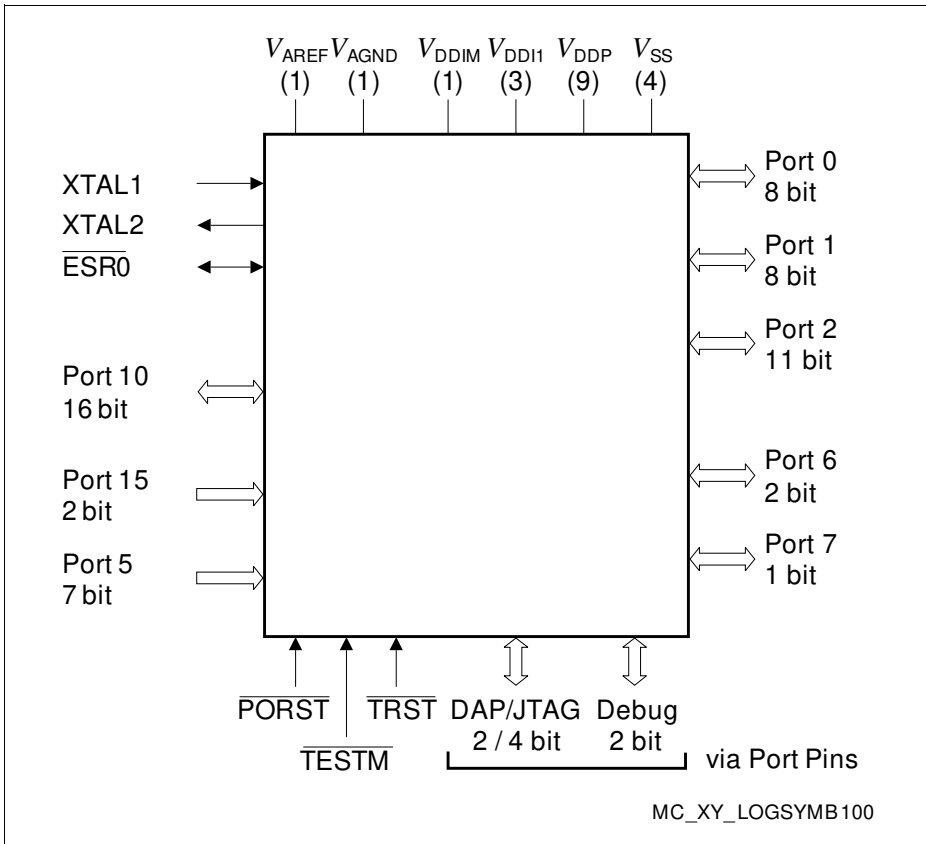 VAREF VAGND VDDIM VDDI1 VDDP VSS
(1) (1) (1) (3) (9) (4)
XTAL1
XTAL2
ESR0
Port 10
16 bit
Port 15
2 bit
Port 5
7 bit
Port 0
8 bit
Port 1
8 bit
Port 2
11 bit
Port 6
2 bit
Port 7
1 bit
PORST
TESTM
TRST
DAP/JTAG
2 / 4 bit
Debug
2 bit
via Port Pins
MC_XY_LOGSYMB100